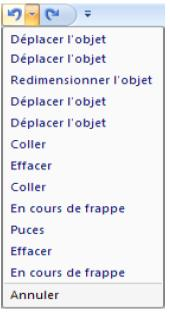 Déplacer l'objet
Déplacer l'objet
Redimensionner l'objet
Déplacer l'objet
Déplacer l'objet
Coller
Effacer
Coller
En cours de frappe
Puces
Effacer
En cours de frappe
Annuler